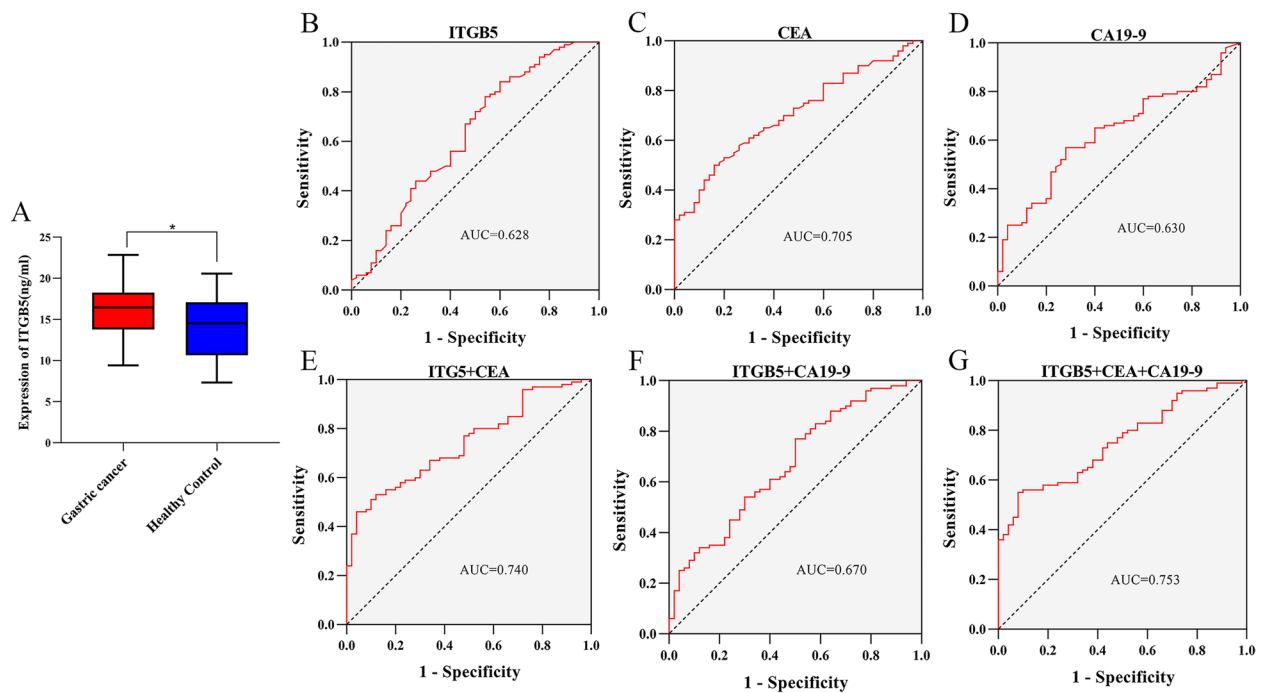 A
*
25
20
15
10
5
0
Expression of ITGB5(ng/ml)
Gastric cancer
Healthy Control
B
ITGB5
1.0
0.8
0.6
0.4
0.2
0.0
Sensitivity
AUC=0.628
0.0 0.2 0.4 0.6 0.8 1.0
1 - Specificity
C
CEA
1.0
0.8
0.6
0.4
0.2
0.0
Sensitivity
AUC=0.705
0.0 0.2 0.4 0.6 0.8 1.0
1 - Specificity
D
CA19-9
1.0
0.8
0.6
0.4
0.2
0.0
Sensitivity
AUC=0.630
0.0 0.2 0.4 0.6 0.8 1.0
1 - Specificity
E
ITG5+CEA
1.0
0.8
0.6
0.4
0.2
0.0
Sensitivity
AUC=0.740
0.0 0.2 0.4 0.6 0.8 1.0
1 - Specificity
F
ITGB5+CA19-9
1.0
0.8
0.6
0.4
0.2
0.0
Sensitivity
AUC=0.670
0.0 0.2 0.4 0.6 0.8 1.0
1 - Specificity
G
ITGB5+CEA+CA19-9
1.0
0.8
0.6
0.4
0.2
0.0
Sensitivity
AUC=0.753
0.0 0.2 0.4 0.6 0.8 1.0
1 - Specificity